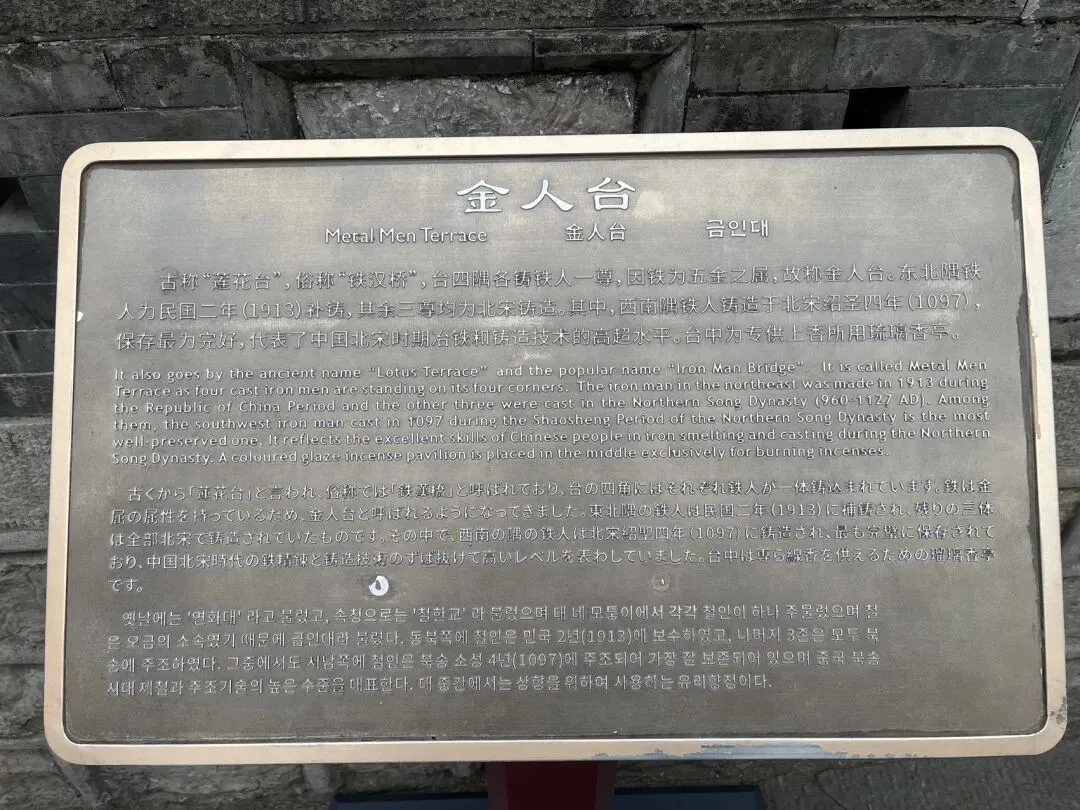 金人台
Metal Men Terrace 金人台 금인대
古称“莲花台”，俗称“铁汉桥”，台四隅各铸铁人一尊，因铁为五金之属，故称金人台。东北隅铁
人为民国二年(1913)补铸，其余三尊均为北宋铸造。其中，西南隅铁人铸造于北宋绍圣四年(1097)，
保存最为完好，代表了中国北宋时期冶铁和铸造技术的高超水平。台中为专供上香所用琉璃香亭。
It also goes by the ancient name “Lotus Terrace” and the popular name “Iron Man Bridge”. It is called Metal Men
Terrace as four cast iron men are standing on its four corners. The iron man in the northeast was made in 1913 during
the Republic of China Period and the other three were cast in the Northern Song Dynasty (960-1127 AD). Among
them, the southwest iron man cast in 1097 during the Shaosheng Period of the Northern Song Dynasty is the most
well-preserved one. It reflects the excellent skills of Chinese people in iron smelting and casting during the Northern
Song Dynasty. A coloured glaze incense pavilion is placed in the middle exclusively for burning incenses.
古くから「蓮花台」と言われ、俗称では「鉄漢橋」と呼ばれており、台の四角にはそれぞれ鉄人が一体鋳込まれています。鉄は金
属の属性を持っているため、金人台と呼ばれるようになってきました。東北隅の鉄人は民国二年(1913)に補鋳され、残りの三体
は全部北宋で鋳造されていたものです。その中で、西南の隅の鉄人は北宋紹聖四年(1097)に鋳造され、最も完璧に保存されて
おり、中国北宋時代の鉄精錬と鋳造技術のずば抜けて高いレベルを表わしていました。台中は専ら線香を供えるための瑠璃香亭
です。
옛날에는 '연화대' 라고 불렀고, 속칭으로는 '철한교' 라 불렀으며 대 네 모퉁이에서 각각 철인이 하나 주물렀으며 철
은 오금의 소속였기 때문에 금인대라 불렀다. 동북쪽에 철인은 민국 2년(1913)에 보수하였고, 나머지 3존은 모두 북
송에 주조하였다. 그중에서도 서남쪽에 철인은 북송 소성 4년(1097)에 주조되어 가장 잘 보존되어 있으며 중국 북송
시대 제철과 주조기술의 높은 수준을 대표한다. 대 중간에서는 상향을 위하여 사용하는 유리향정이다.